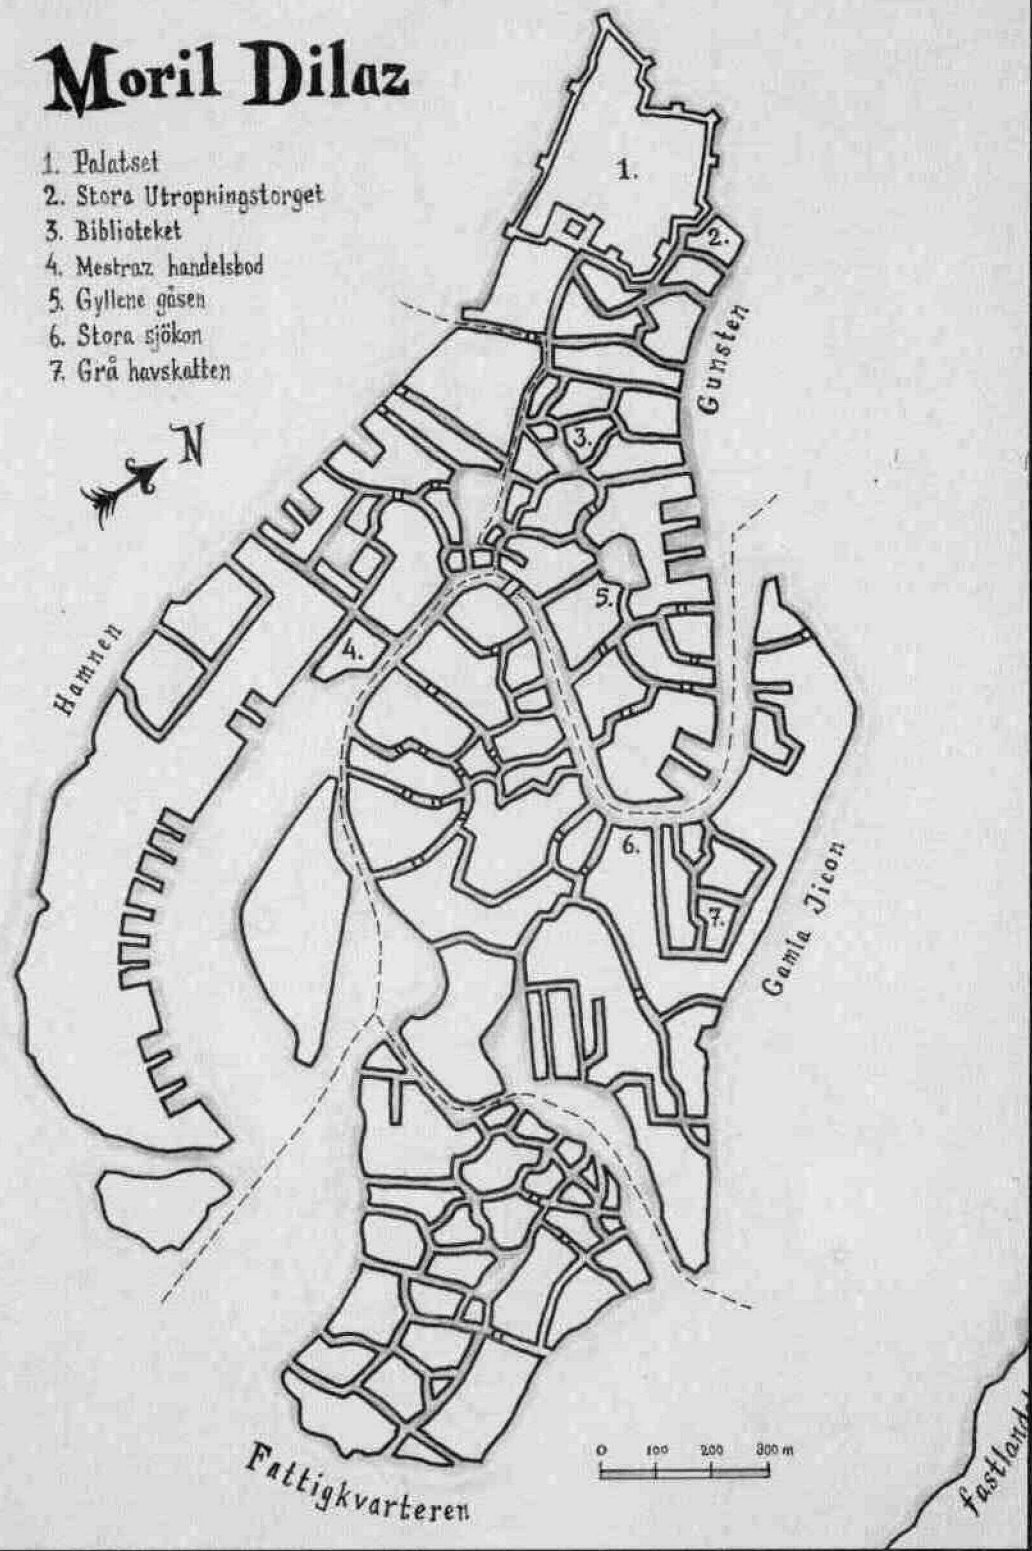 Moril Dilaz
1. Palatset
2. Stora Utropningstorget
3. Biblioteket
4. Mestraz handelsbod
5. Gyllene gåsen
6. Stora sjökon
7. Grå havskatten
N
1.
2.
Gunsten
3.
5.
4.
Hamnen
6.
7.
Gamla Jicon
Fattigkvarteren
0 100 200 300 m
fastland